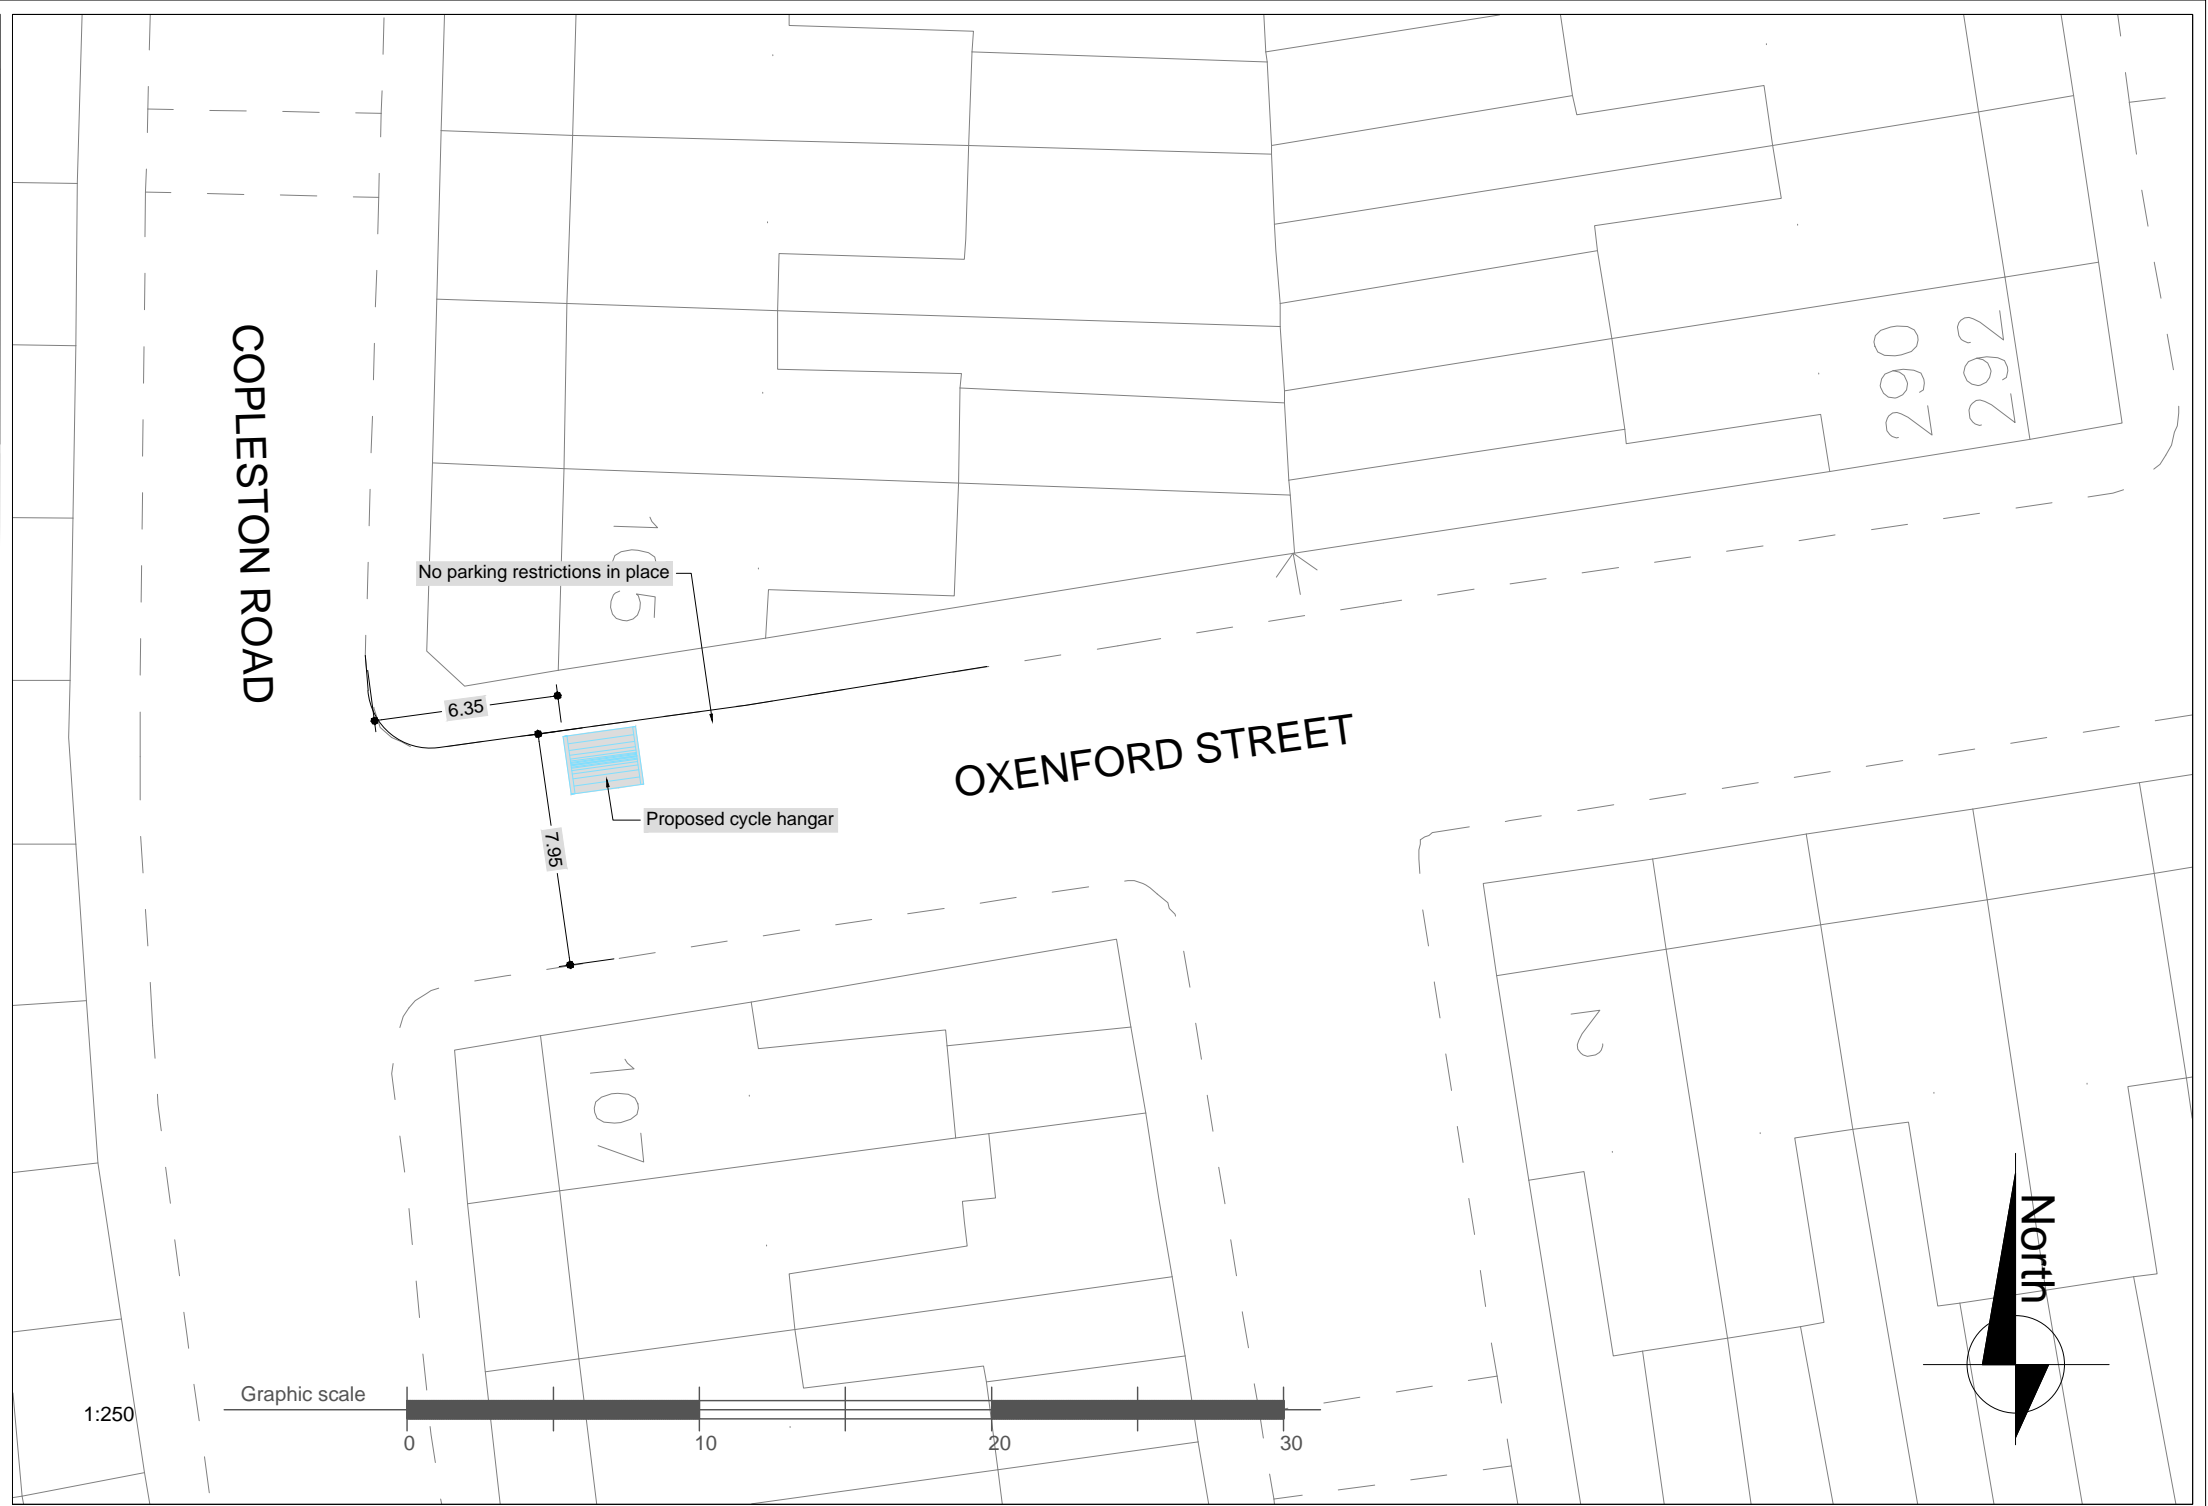 COPLESTON ROAD
290
292
105
No parking restrictions in place
6.35
OXENFORD STREET
Proposed cycle hangar
7.95
2
107
North
Graphic scale
1:250
0 10 20 30